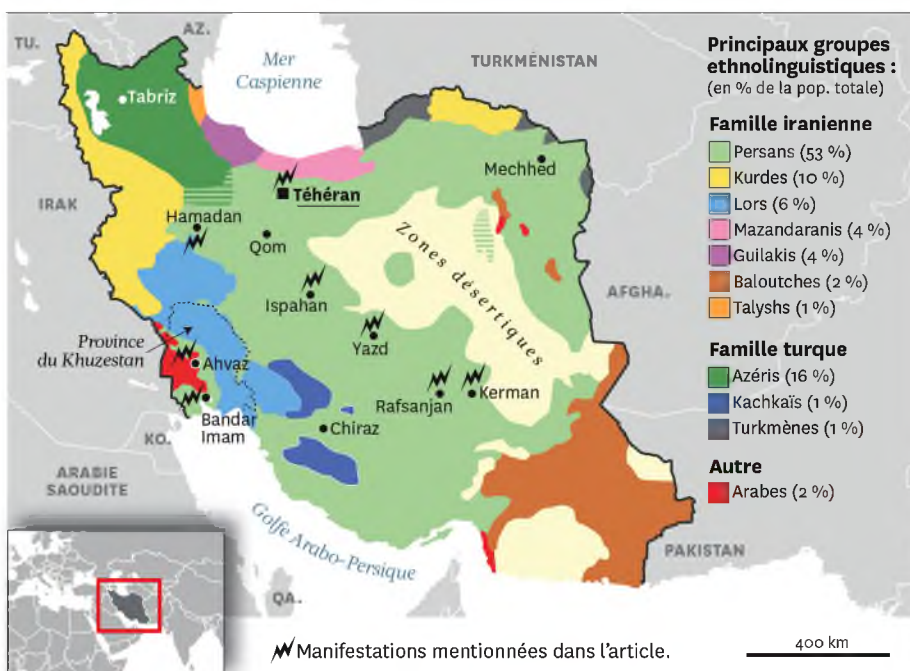 TU.
AZ.
Mer
Caspienne
TURKMÉNISTAN
Tabriz
Mechhed
Téhéran
IRAK
Hamadan
Qom
Zones désertiques
Ispahan
AFGHA.
Province
du Khuzestan
Yazd
Ahvaz
Rafsanjan
Kerman
Bandar
Imam
KO.
Chiraz
ARABIE
SAOUDITE
Golfe Arabo-Persique
PAKISTAN
QA.
Principaux groupes
ethnolinguistiques :
(en % de la pop. totale)
Famille iranienne
Persans (53 %)
Kurdes (10 %)
Lors (6 %)
Mazandaranis (4 %)
Guilakis (4 %)
Baloutches (2 %)
Talyshs (1 %)
Famille turque
Azéris (16 %)
Kachkaïs (1 %)
Turkmènes (1 %)
Autre
Arabes (2 %)
Manifestations mentionnées dans l'article.
400 km